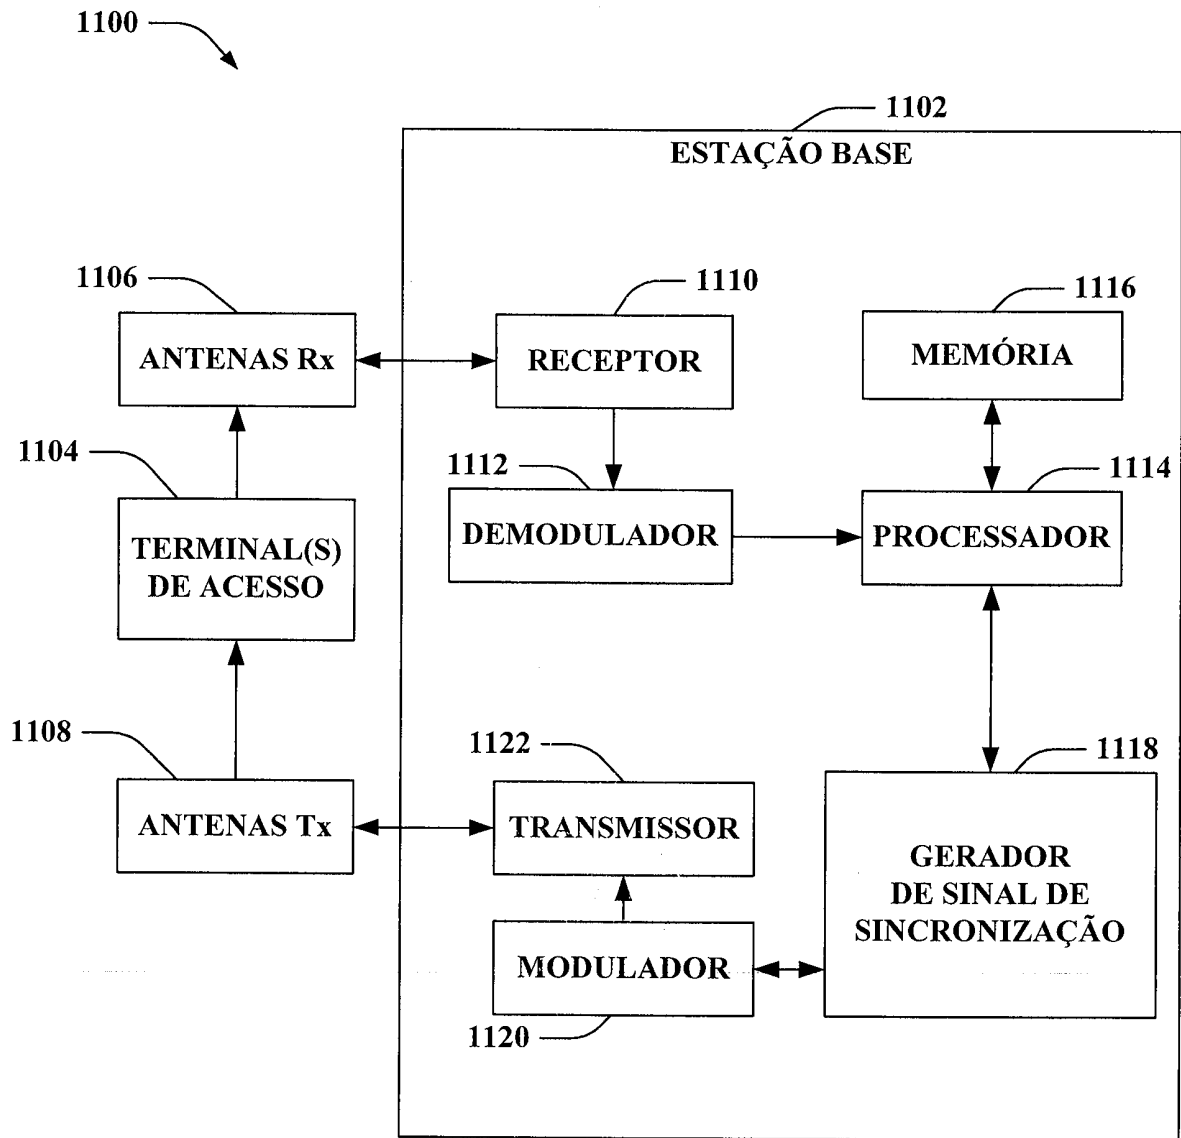 1100
1102
ESTAÇÃO BASE
1106
1110
1116
ANTENAS Rx
RECEPTOR
MEMÓRIA
1104
1112
1114
TERMINAL(S)
DE ACESSO
DEMODULADOR
PROCESSADOR
1108
1122
1118
ANTENAS Tx
TRANSMISSOR
GERADOR
DE SINAL DE
SINCRONIZAÇÃO
MODULADOR
1120